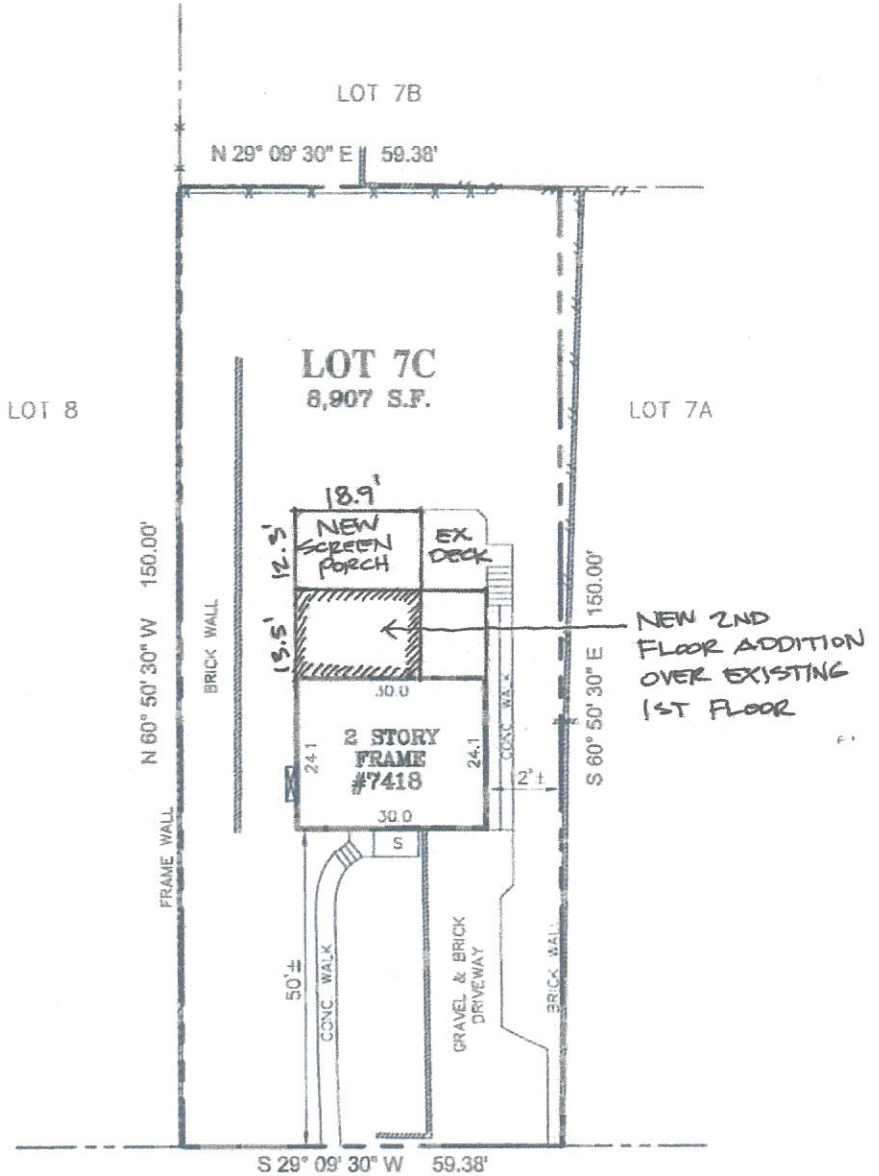 LOT 7B
N 29° 09' 30" E 59.38'
LOT 7C
8,907 S.F.
LOT 8
LOT 7A
18.9'
NEW
SCREEN
PORCH
12.3'
EX.
DECK
N 60° 50' 30" W 150.00'
BRICK WALL
13.5'
NEW 2ND
FLOOR ADDITION
OVER EXISTING
1ST FLOOR
S 60° 50' 30" E 150.00'
CONC WALK
30.0
2 STORY
FRAME
#7418
24.1
24.1
2'±
30.0
S
FRAME WALL
50'±
CONC WALK
GRAVEL & BRICK
DRIVEWAY
BRICK WALL
S 29° 09' 30" W 59.38'